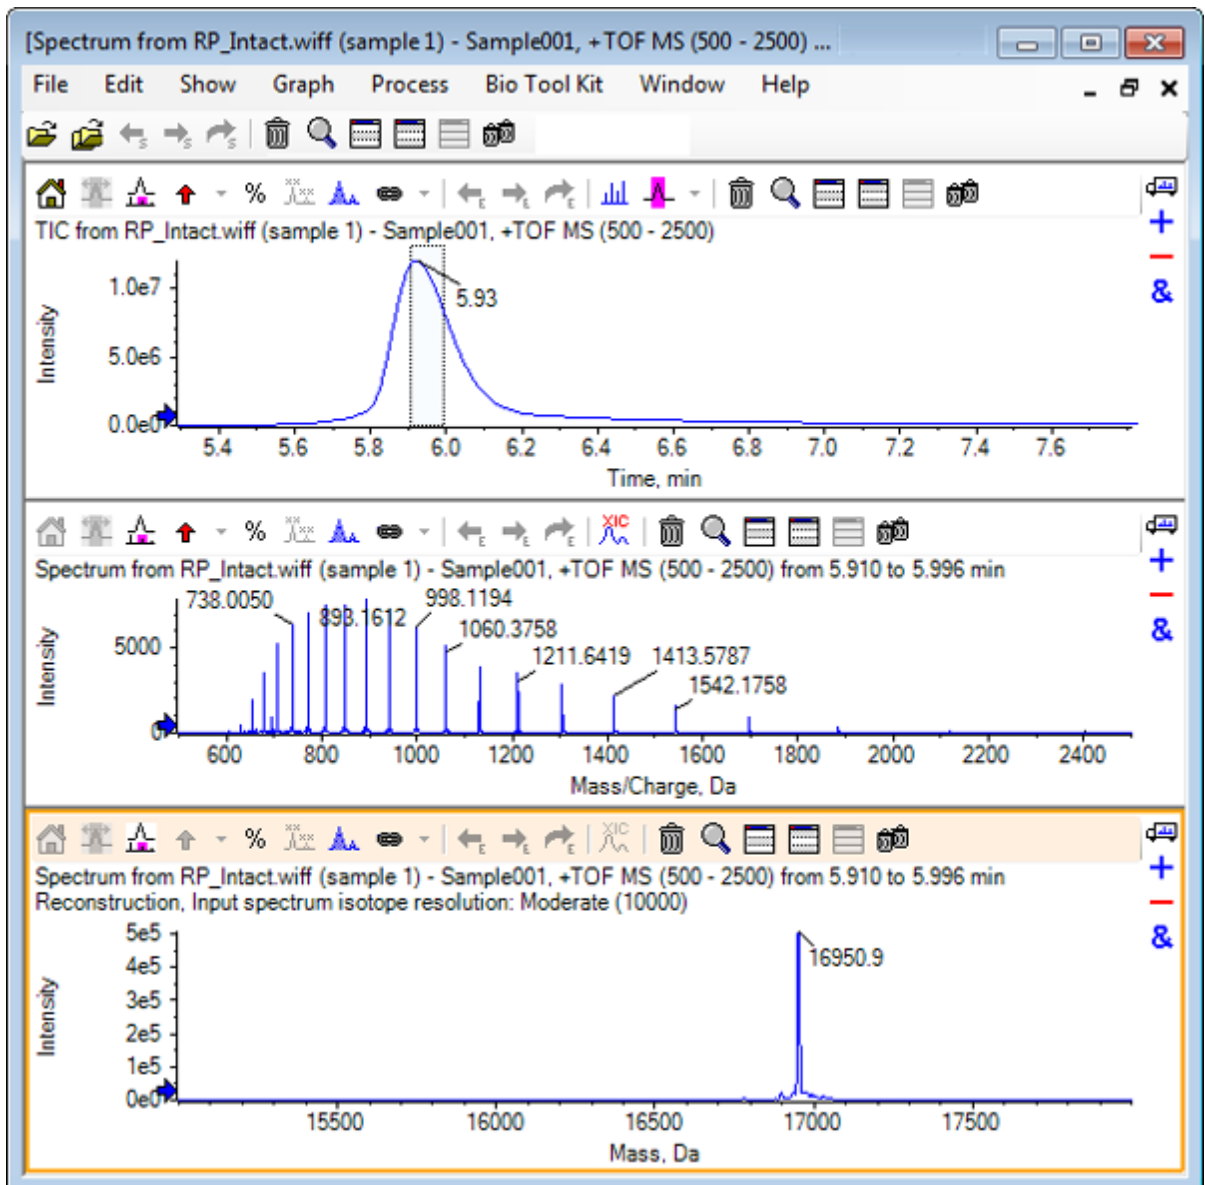 [Spectrum from RP_Intact.wiff (sample 1) - Sample001, +TOF MS (500 - 2500) ...
File Edit Show Graph Process Bio Tool Kit Window Help
%
TIC from RP_Intact.wiff (sample 1) - Sample001, +TOF MS (500 - 2500)
&
Intensity
1.0e7
5.0e6
0.0e0
5.93
5.4 5.6 5.8 6.0 6.2 6.4 6.6 6.8 7.0 7.2 7.4 7.6
Time, min
% XIC
Spectrum from RP_Intact.wiff (sample 1) - Sample001, +TOF MS (500 - 2500) from 5.910 to 5.996 min
&
Intensity
5000
0
738.0050
893.1612
998.1194
1060.3758
1211.6419
1413.5787
1542.1758
600 800 1000 1200 1400 1600 1800 2000 2200 2400
Mass/Charge, Da
% XIC
Spectrum from RP_Intact.wiff (sample 1) - Sample001, +TOF MS (500 - 2500) from 5.910 to 5.996 min
Reconstruction, Input spectrum isotope resolution: Moderate (10000)
&
Intensity
5e5
4e5
3e5
2e5
1e5
0e0
16950.9
15500 16000 16500 17000 17500
Mass, Da